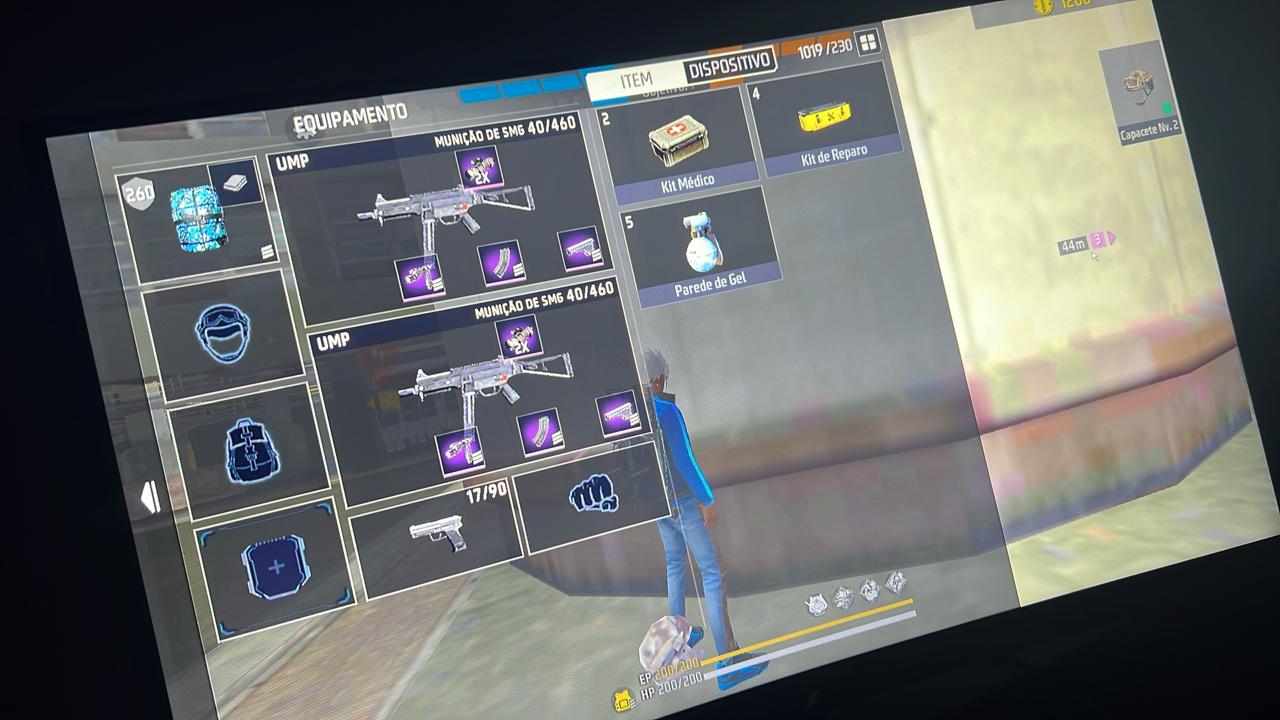 1200
EQUIPAMENTO
ITEM
DISPOSITIVO
1019/230
260
UMP
MUNIÇÃO DE SMG 40/460
2X
UMP
MUNIÇÃO DE SMG 40/460
2X
17/90
2
Kit Médico
4
Kit de Reparo
5
Parede de Gel
Capacete Nv. 2
44m 3
EP 200/200
HP 200/200